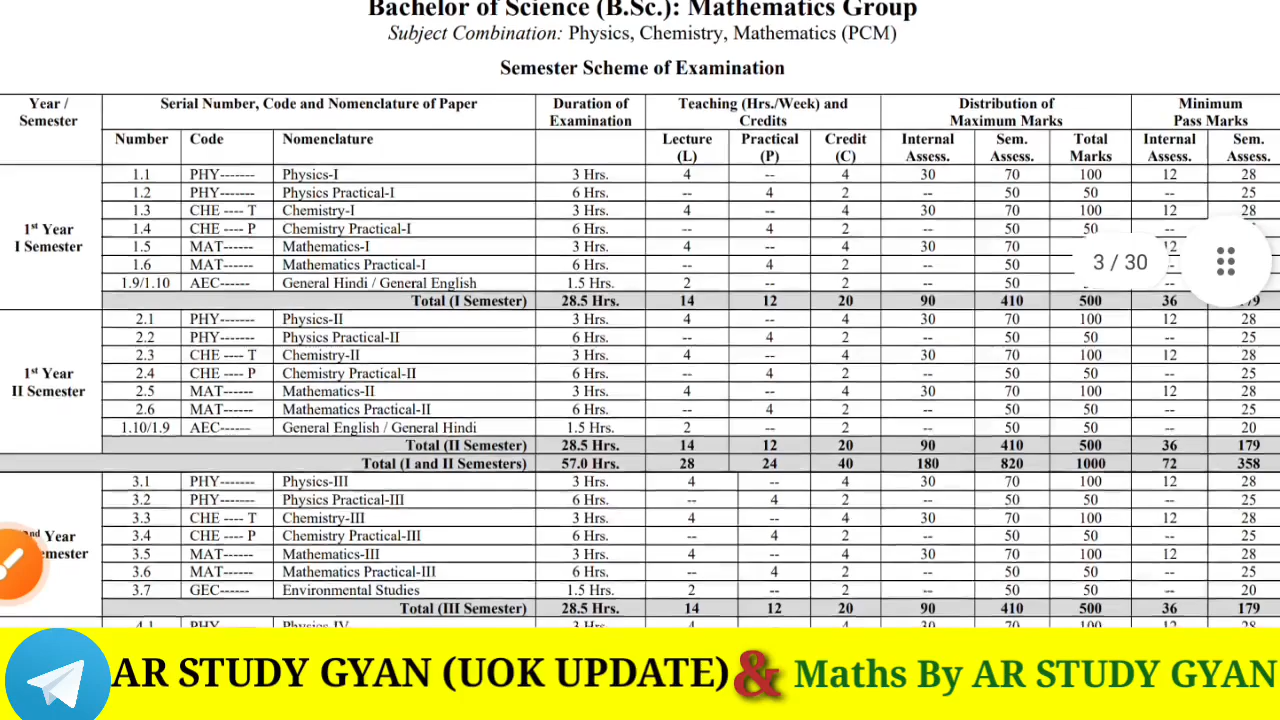 Bachelor of Science (B.Sc.): Mathematics Group
Subject Combination: Physics, Chemistry, Mathematics (PCM)
Semester Scheme of Examination
Year / Semester Serial Number, Code and Nomenclature of Paper Duration of Examination Teaching (Hrs./Week) and Credits Distribution of Maximum Marks Minimum Pass Marks
Number Code Nomenclature Lecture (L) Practical (P) Credit (C) Internal Assess. Sem. Assess. Total Marks Internal Assess. Sem. Assess.
1st Year I Semester
1.1 PHY------- Physics-I 3 Hrs. 4 -- 4 30 70 100 12 28
1.2 PHY------- Physics Practical-I 6 Hrs. -- 4 2 -- 50 50 -- 25
1.3 CHE ---- T Chemistry-I 3 Hrs. 4 -- 4 30 70 100 12 28
1.4 CHE ---- P Chemistry Practical-I 6 Hrs. -- 4 2 -- 50 50 --
1.5 MAT------ Mathematics-I 3 Hrs. 4 -- 4 30 70 12
1.6 MAT------ Mathematics Practical-I 6 Hrs. -- 4 2 -- 50
1.9/1.10 AEC------ General Hindi / General English 1.5 Hrs. 2 -- 2 -- 50
Total (I Semester) 28.5 Hrs. 14 12 20 90 410 500 36
3 / 30
1st Year II Semester
2.1 PHY------- Physics-II 3 Hrs. 4 -- 4 30 70 100 12 28
2.2 PHY------- Physics Practical-II 6 Hrs. -- 4 2 -- 50 50 -- 25
2.3 CHE ---- T Chemistry-II 3 Hrs. 4 -- 4 30 70 100 12 28
2.4 CHE ---- P Chemistry Practical-II 6 Hrs. -- 4 2 -- 50 50 -- 25
2.5 MAT------ Mathematics-II 3 Hrs. 4 -- 4 30 70 100 12 28
2.6 MAT------ Mathematics Practical-II 6 Hrs. -- 4 2 -- 50 50 -- 25
1.10/1.9 AEC------ General English / General Hindi 1.5 Hrs. 2 -- 2 -- 50 50 -- 20
Total (II Semester) 28.5 Hrs. 14 12 20 90 410 500 36 179
Total (I and II Semesters) 57.0 Hrs. 28 24 40 180 820 1000 72 358
Year
3.1 PHY------- Physics-III 3 Hrs. 4 -- 4 30 70 100 12 28
3.2 PHY------- Physics Practical-III 6 Hrs. -- 4 2 -- 50 50 -- 25
3.3 CHE ---- T Chemistry-III 3 Hrs. 4 -- 4 30 70 100 12 28
3.4 CHE ---- P Chemistry Practical-III 6 Hrs. -- 4 2 -- 50 50 -- 25
3.5 MAT------ Mathematics-III 3 Hrs. 4 -- 4 30 70 100 12 28
3.6 MAT------ Mathematics Practical-III 6 Hrs. -- 4 2 -- 50 50 -- 25
3.7 GEC------ Environmental Studies 1.5 Hrs. 2 -- 2 -- 50 50 -- 20
Total (III Semester) 28.5 Hrs. 14 12 20 90 410 500 36 179
4.1 PHY Physics-IV 3 Hrs. 4 -- 4 30 70 100 12 28
AR STUDY GYAN (UOK UPDATE) & Maths By AR STUDY GYAN